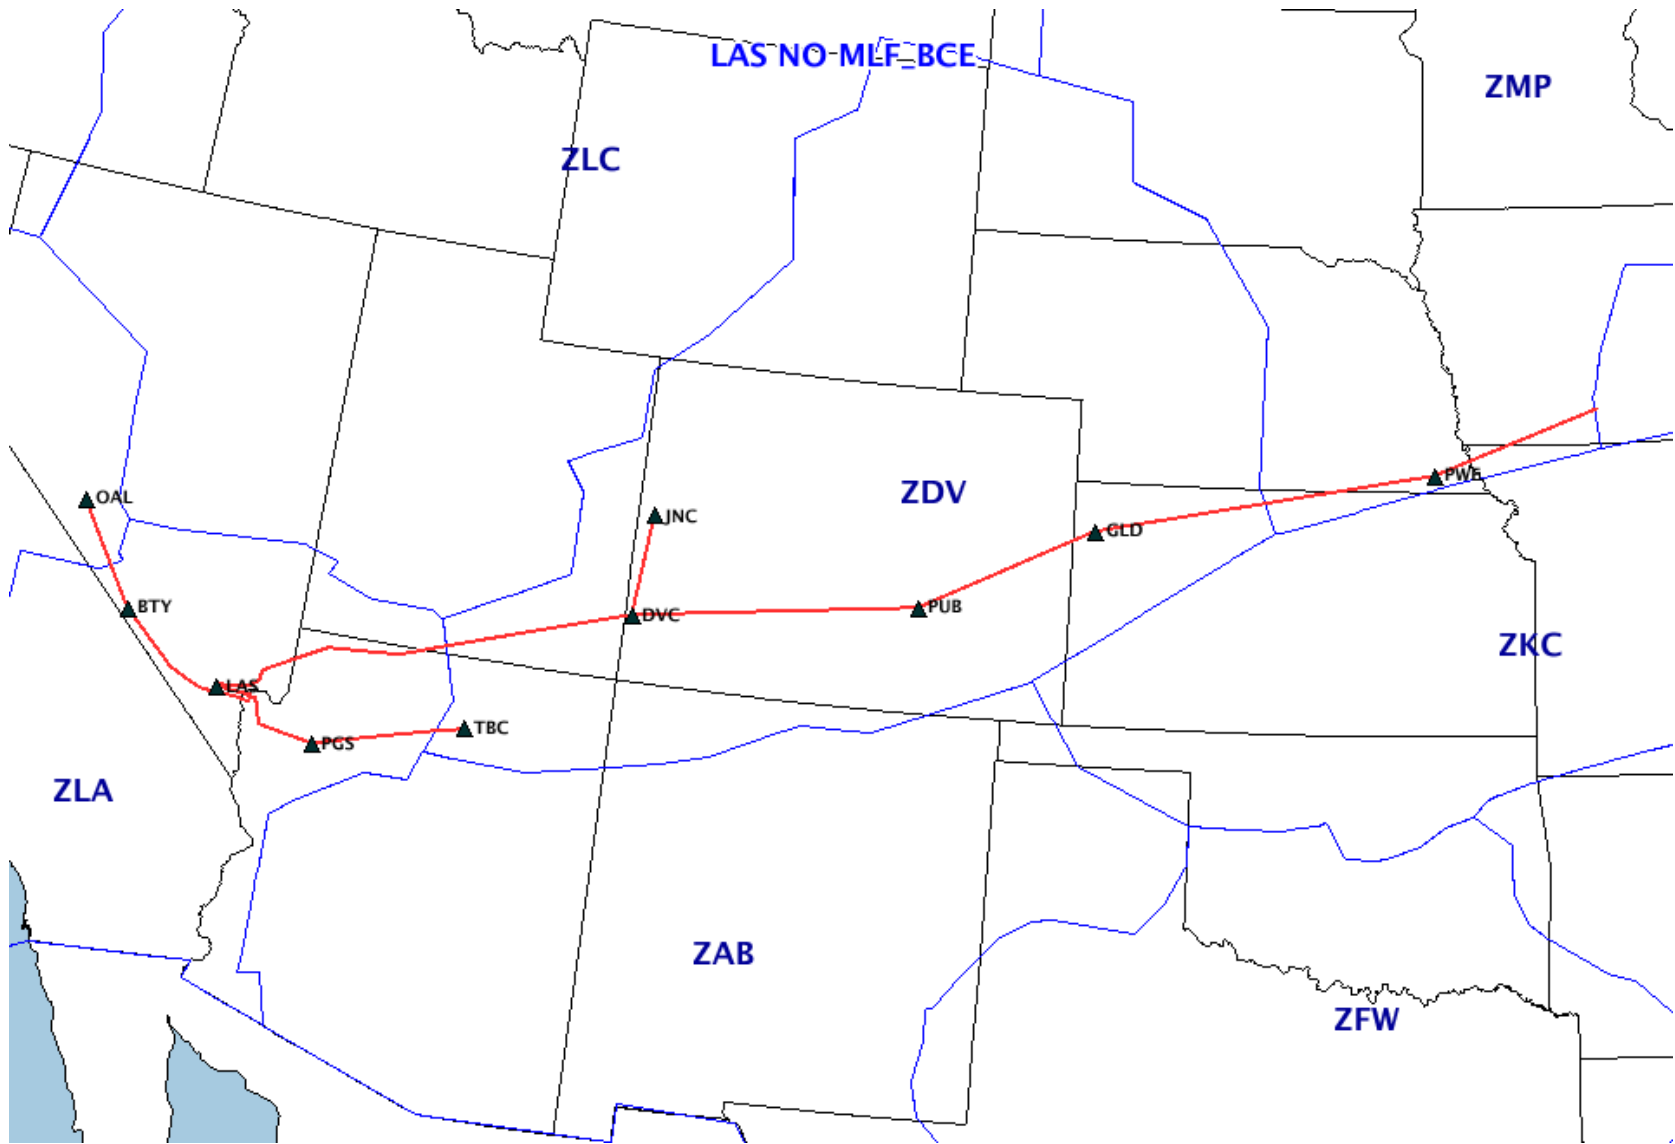 LAS NO MLF_BCE
ZMP
ZLC
ZDV
OAL
JNC
PWE
GLD
BTY
DVC
PUB
ZKC
LAS
TBC
PGS
ZLA
ZAB
ZFW